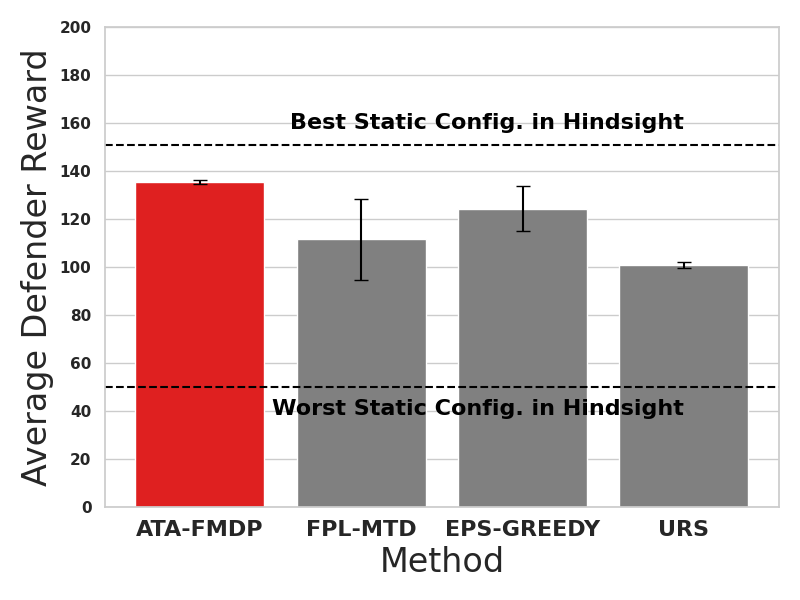 Average Defender Reward
200
180
160
140
120
100
80
60
40
20
0
Best Static Config. in Hindsight
Worst Static Config. in Hindsight
ATA-FMDP FPL-MTD EPS-GREEDY URS
Method